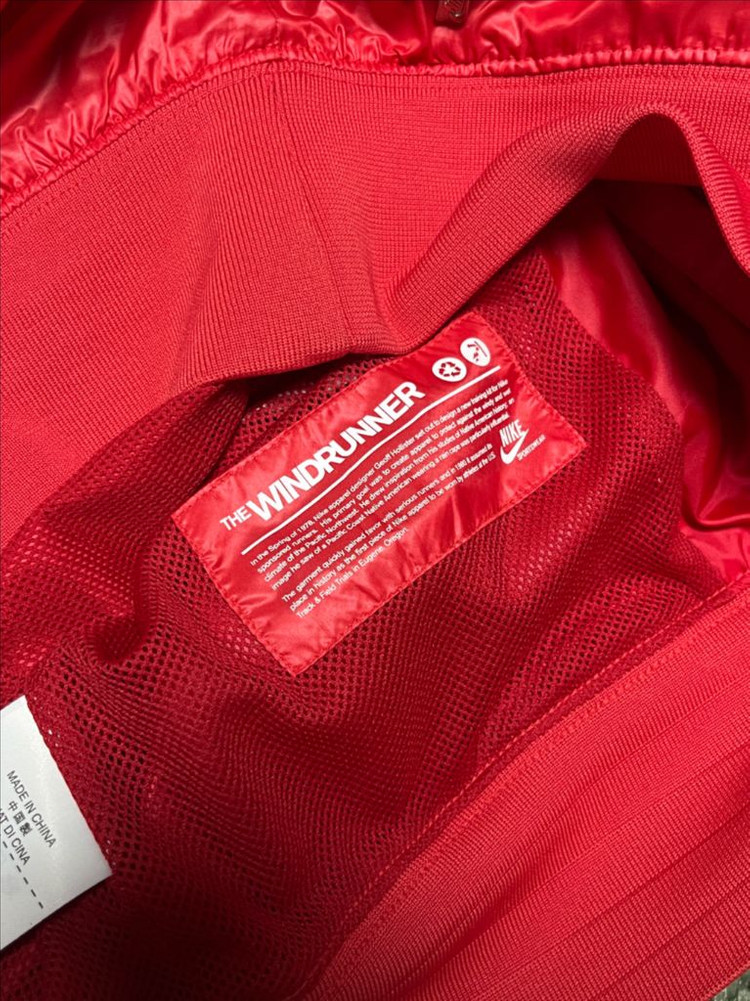 THE WINDRUNNER
In the Spring of 1978, Nike apparel designer Geoff Hollister set out to design a new training kit for Nike
sponsored runners. His primary goal was to create apparel to protect against the windy and wet
climate of the Pacific Northwest. He drew inspiration from his studies of Native American history; an
image he saw of a Pacific Coast Native American wearing a rain cape was particularly influential.
The garment quickly gained favor with serious runners and in 1980 it assumed its
place in history as the first piece of Nike apparel to be worn by athletes at the U.S.
Track & Field Trials in Eugene, Oregon.
NIKE
SPORTSWEAR
MADE IN CHINA
中国製
AT DI CINA